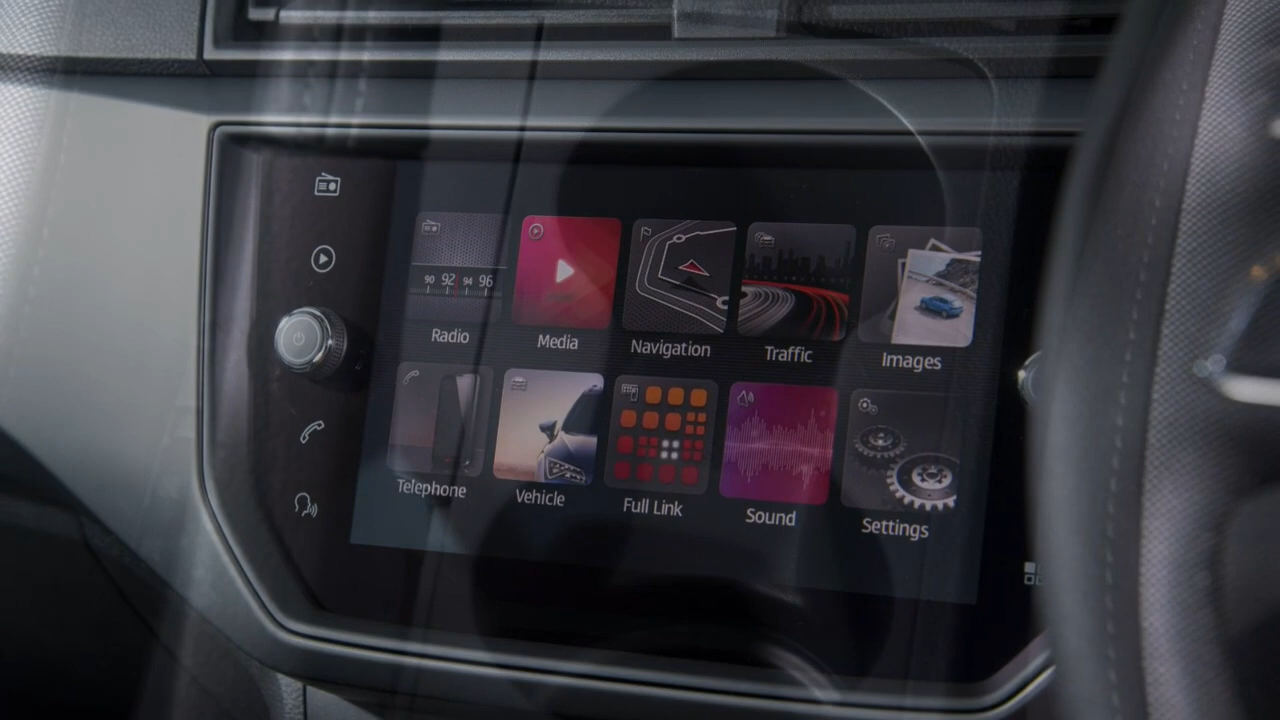 90 92 94 96
Radio
Media
Navigation
Traffic
Images
Telephone
Vehicle
Full Link
Sound
Settings